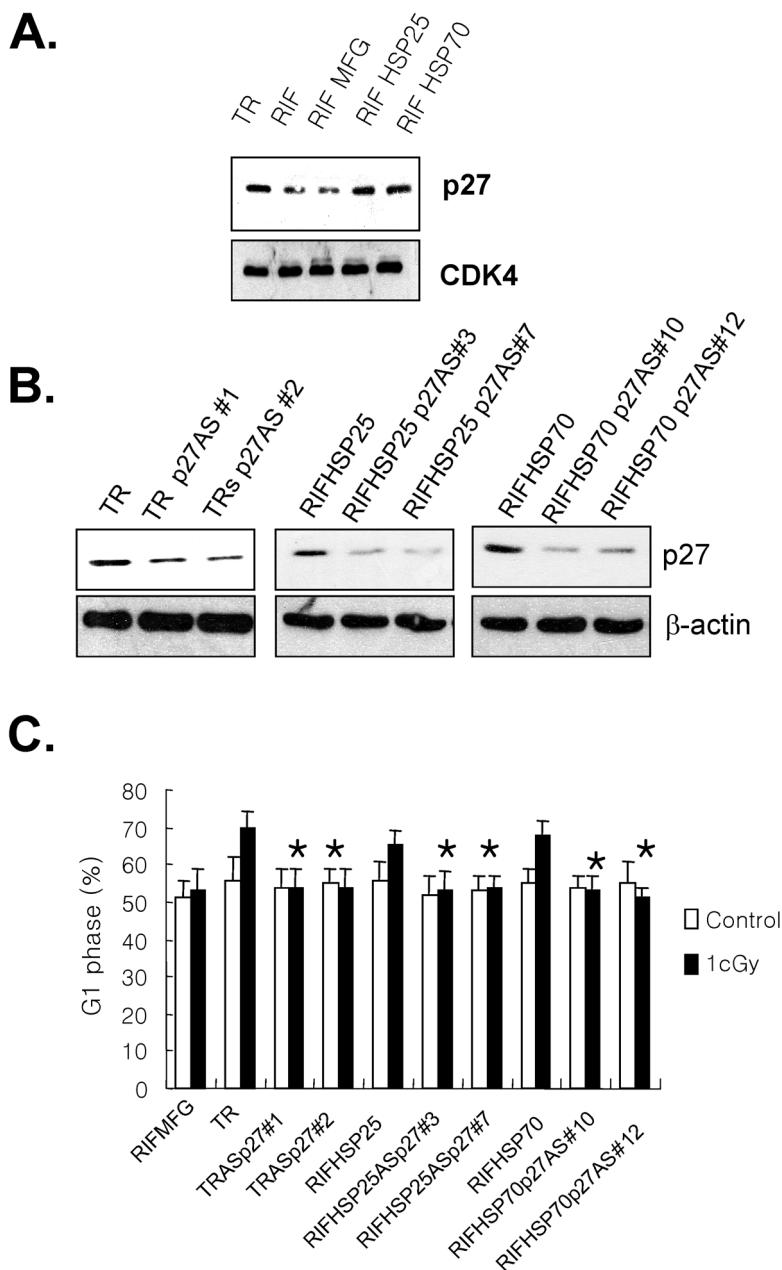 A.
TR
RIF
RIF MFG
RIF HSP25
RIF HSP70
p27
CDK4
B.
TR
TR p27AS #1
TRs p27AS #2
RIFHSP25
RIFHSP25 p27AS#3
RIFHSP25 p27AS#7
RIFHSP70
RIFHSP70 p27AS#10
RIFHSP70 p27AS#12
p27
β-actin
C.
G1 phase (%)
80
70
60
50
40
30
20
10
0
* * * * * *
Control
1cGy
RIFMFG
TR
TRASp27#1
TRASp27#2
RIFHSP25
RIFHSP25ASp27#3
RIFHSP25ASp27#7
RIFHSP70
RIFHSP70p27AS#10
RIFHSP70p27AS#12